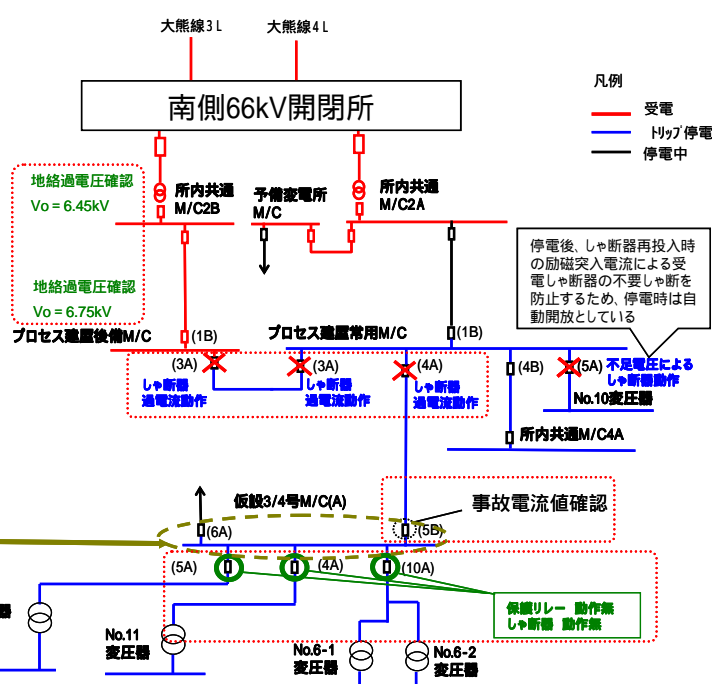 大熊線3L
大熊線4L
南側66kV開閉所
凡例
受電
トリップ停電
停電中
地絡過電圧確認
Vo = 6.45kV
所内共通
M/C2B
予備変電所
M/C
所内共通
M/C2A
停電後、しゃ断器再投入時
の励磁突入電流による受
電しゃ断器の不要しゃ断を
防止するため、停電時は自
動開放としている
地絡過電圧確認
Vo = 6.75kV
プロセス建屋後備M/C
(1B)
プロセス建屋常用M/C
(1B)
(3A)
(3A)
(4A)
(4B)
(5A)
不足電圧による
しゃ断器動作
しゃ断器
過電流動作
しゃ断器
過電流動作
しゃ断器
過電流動作
No.10変圧器
所内共通M/C4A
仮設3/4号M/C(A)
事故電流値確認
(6A)
(5B)
(5A)
(4A)
(10A)
保護リレー 動作無
しゃ断器 動作無
器
No.11
変圧器
No.6-1
変圧器
No.6-2
変圧器